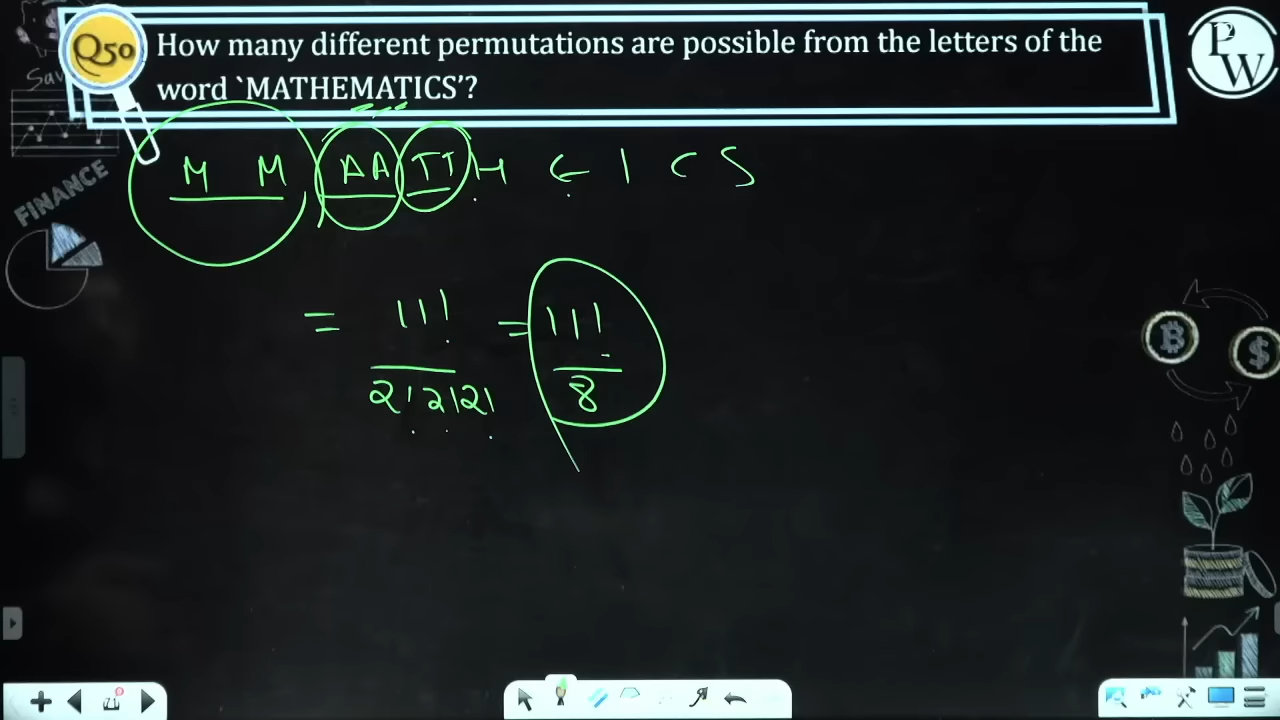 Q50
How many different permutations are possible from the letters of the
word `MATHEMATICS'?
PW
Sav
FINANCE
M M AA TT H E I C S
= 11! = 11!
2! 2! 2! 8
B
$